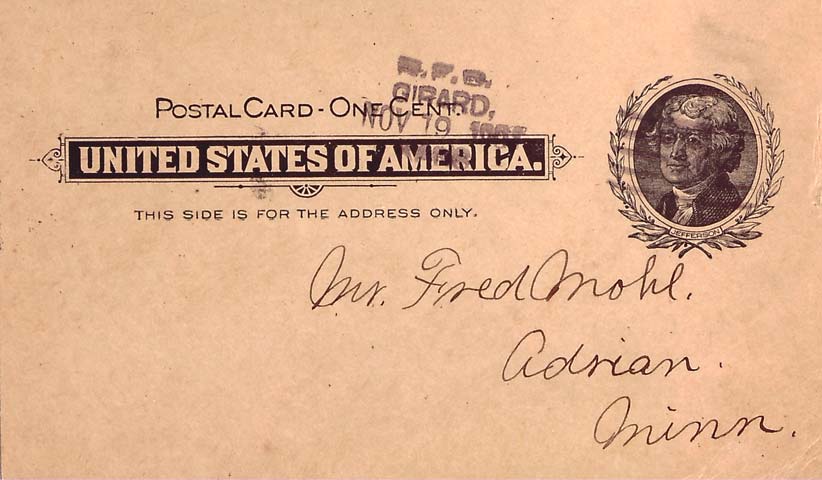 R.F.D.
GIRARD,
NOV 19
POSTAL CARD - ONE CENT.
UNITED STATES OF AMERICA.
THIS SIDE IS FOR THE ADDRESS ONLY.
JEFFERSON
Mr. Fred Mohl.
Adrian.
Minn.